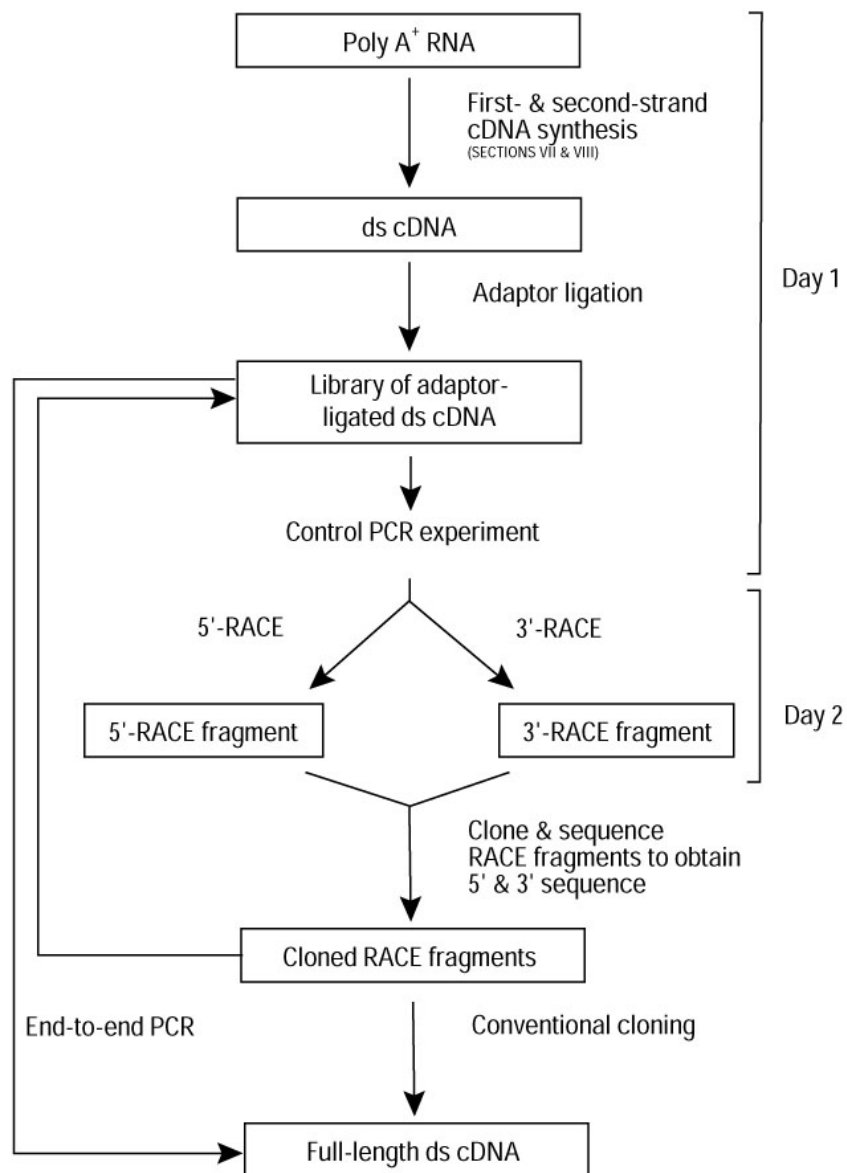 Poly A⁺ RNA
First- & second-strand
cDNA synthesis
(SECTIONS VII & VIII)
ds cDNA
Adaptor ligation
Day 1
Library of adaptor-
ligated ds cDNA
Control PCR experiment
5'-RACE
3'-RACE
5'-RACE fragment
3'-RACE fragment
Day 2
Clone & sequence
RACE fragments to obtain
5' & 3' sequence
Cloned RACE fragments
End-to-end PCR
Conventional cloning
Full-length ds cDNA